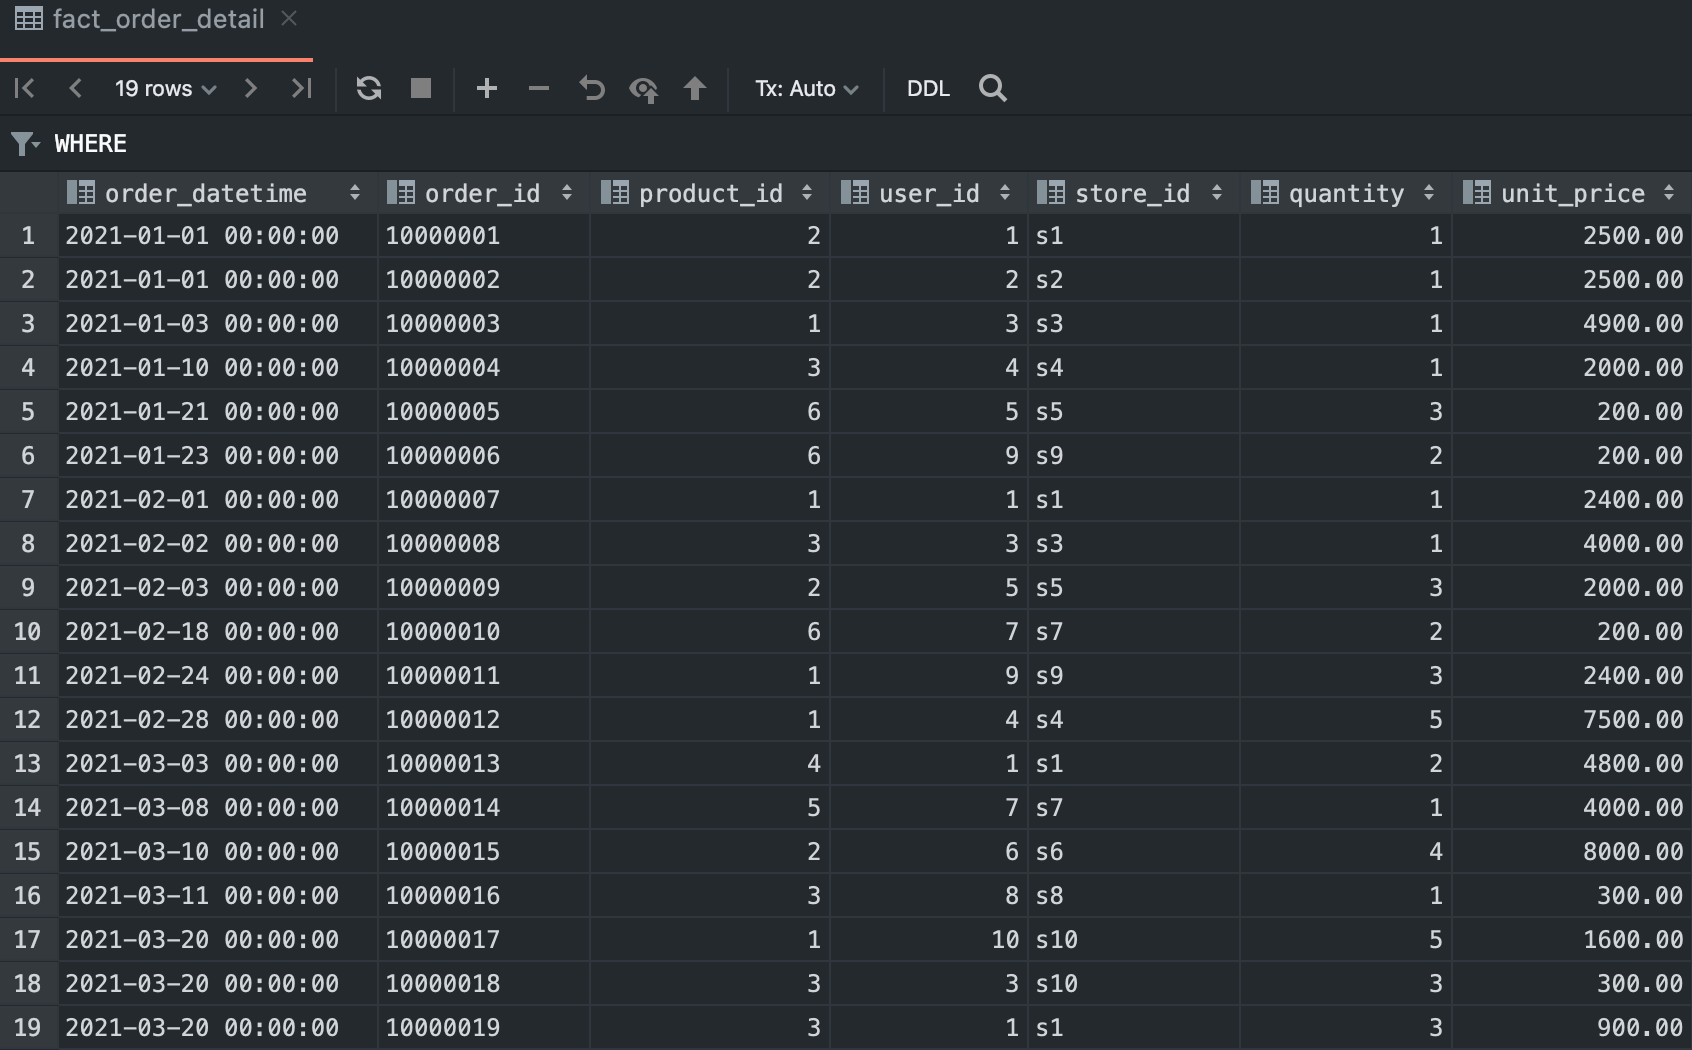 fact_order_detail
19 rows Tx: Auto DDL
WHERE
order_datetime order_id product_id user_id store_id quantity unit_price
1 2021-01-01 00:00:00 10000001 2 1 s1 1 2500.00
2 2021-01-01 00:00:00 10000002 2 2 s2 1 2500.00
3 2021-01-03 00:00:00 10000003 1 3 s3 1 4900.00
4 2021-01-10 00:00:00 10000004 3 4 s4 1 2000.00
5 2021-01-21 00:00:00 10000005 6 5 s5 3 200.00
6 2021-01-23 00:00:00 10000006 6 9 s9 2 200.00
7 2021-02-01 00:00:00 10000007 1 1 s1 1 2400.00
8 2021-02-02 00:00:00 10000008 3 3 s3 1 4000.00
9 2021-02-03 00:00:00 10000009 2 5 s5 3 2000.00
10 2021-02-18 00:00:00 10000010 6 7 s7 2 200.00
11 2021-02-24 00:00:00 10000011 1 9 s9 3 2400.00
12 2021-02-28 00:00:00 10000012 1 4 s4 5 7500.00
13 2021-03-03 00:00:00 10000013 4 1 s1 2 4800.00
14 2021-03-08 00:00:00 10000014 5 7 s7 1 4000.00
15 2021-03-10 00:00:00 10000015 2 6 s6 4 8000.00
16 2021-03-11 00:00:00 10000016 3 8 s8 1 300.00
17 2021-03-20 00:00:00 10000017 1 10 s10 5 1600.00
18 2021-03-20 00:00:00 10000018 3 3 s10 3 300.00
19 2021-03-20 00:00:00 10000019 3 1 s1 3 900.00